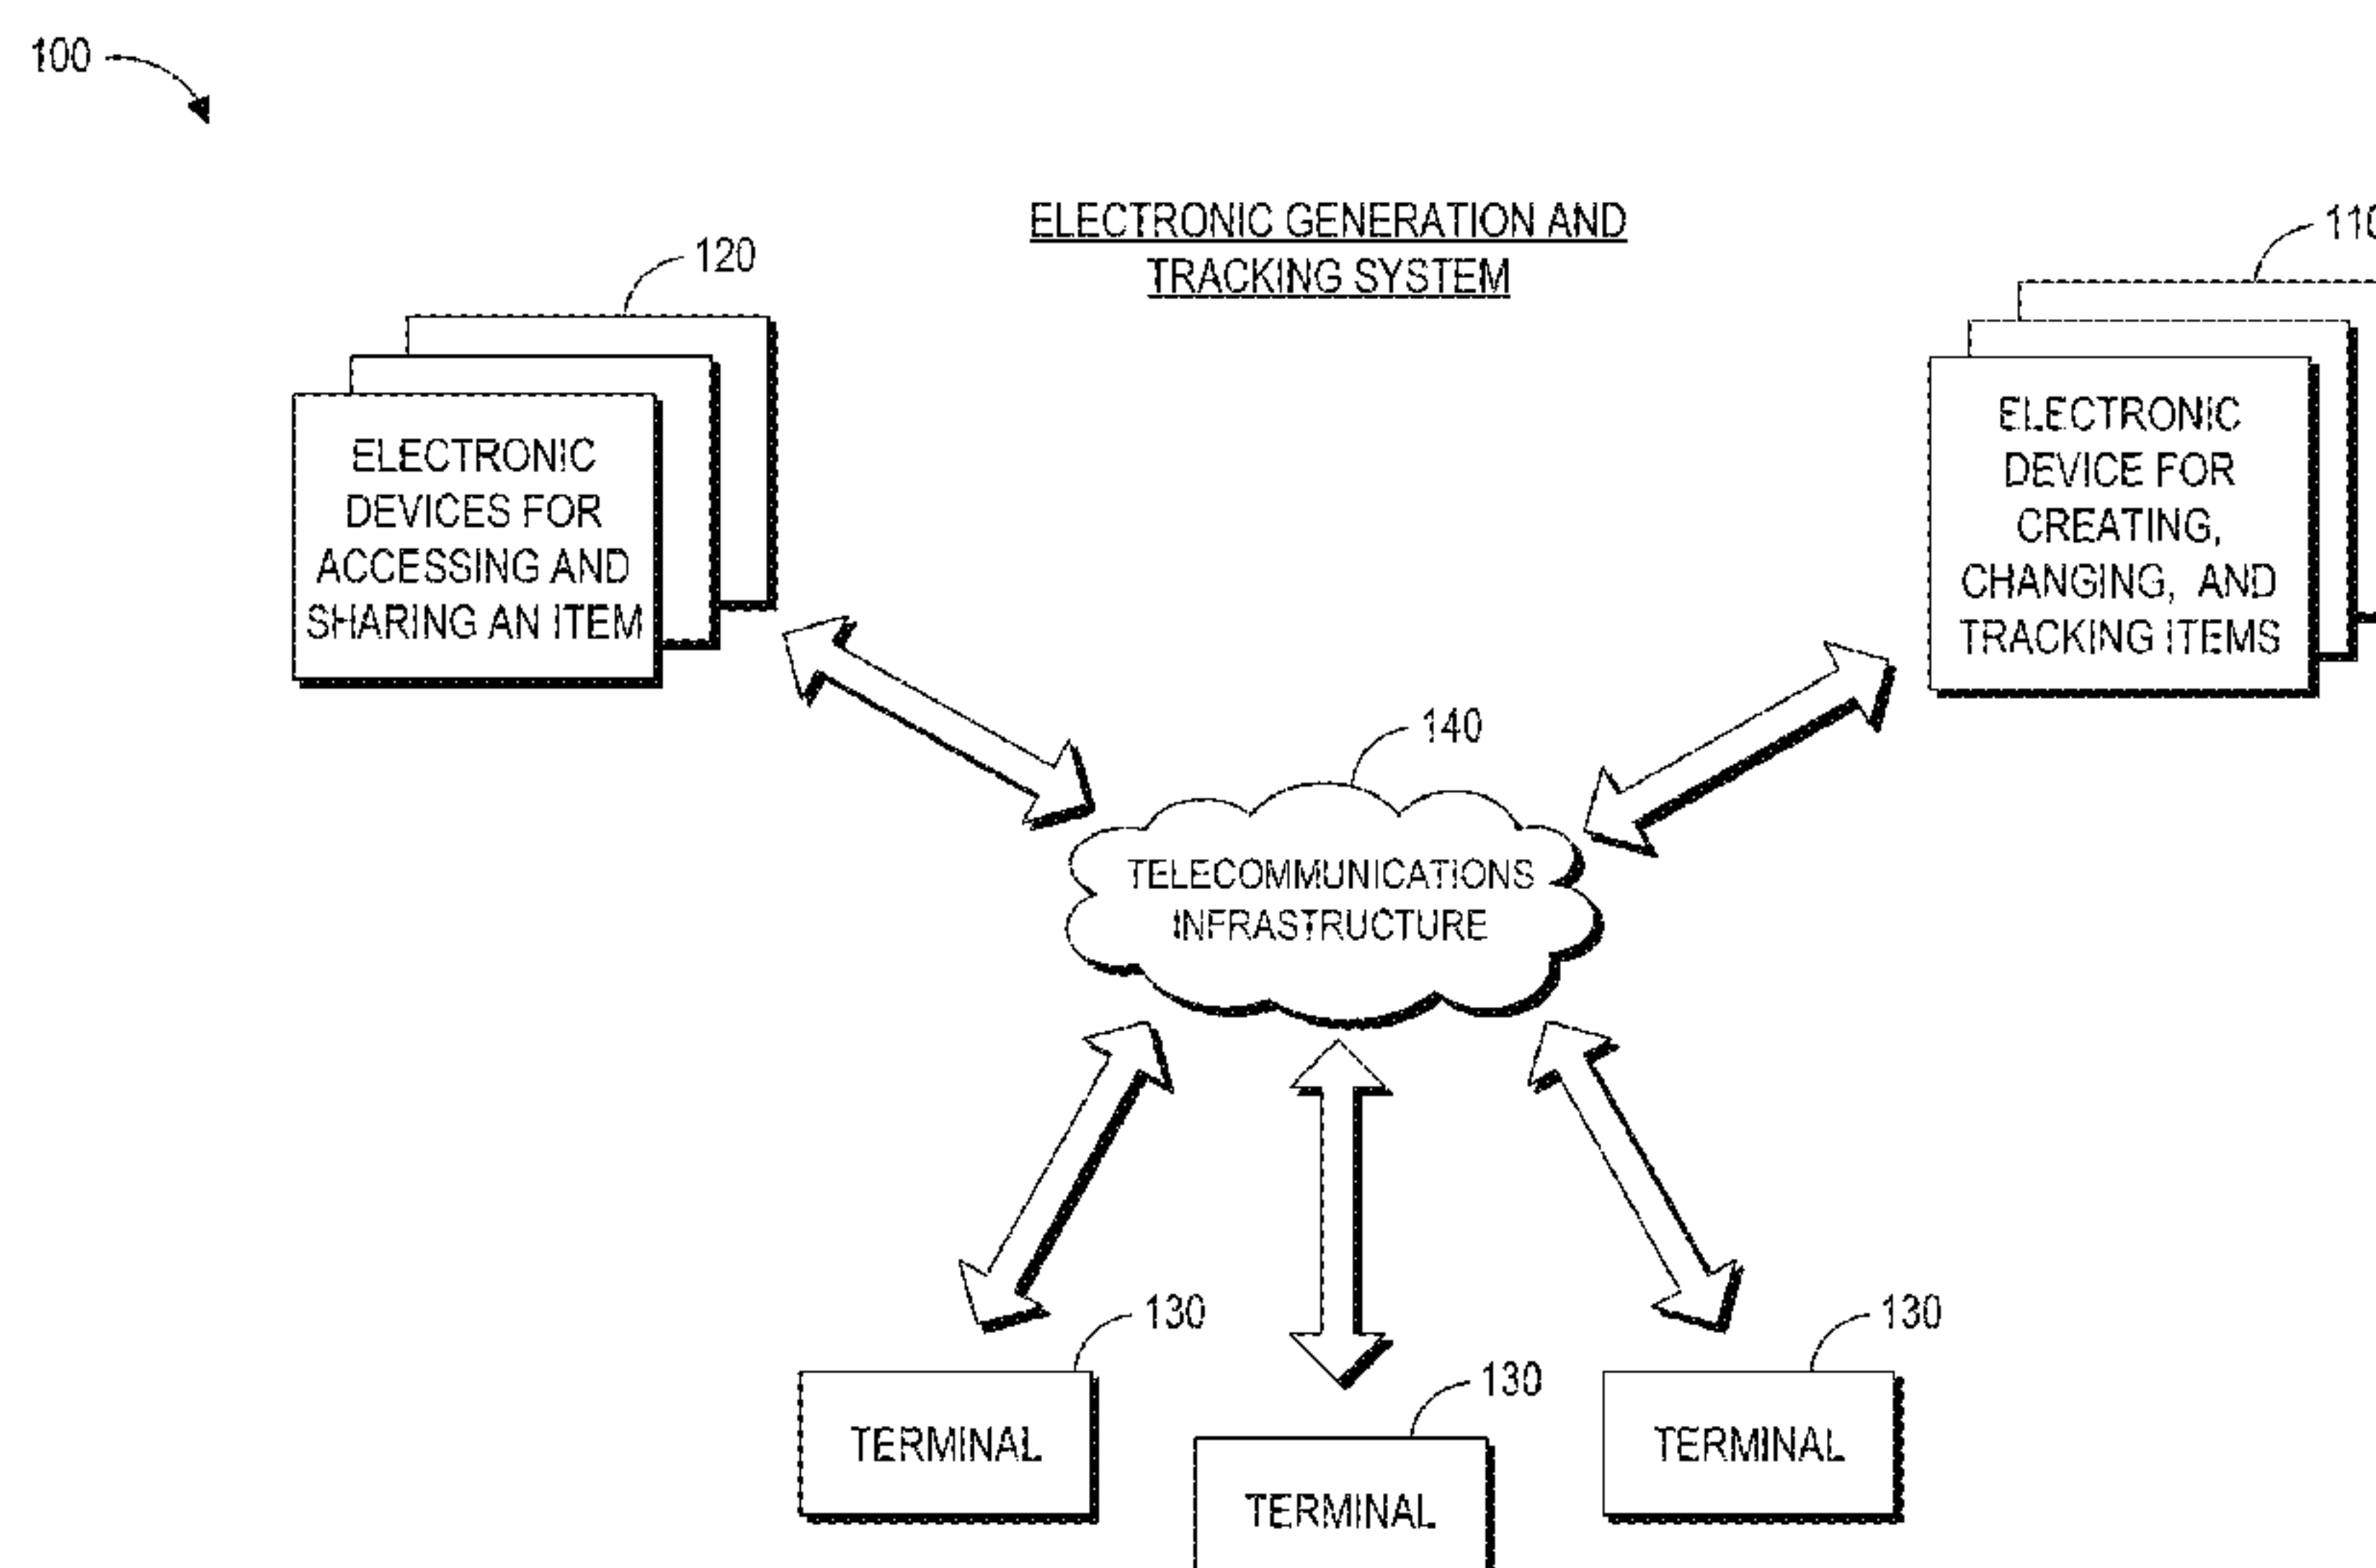 100
ELECTRONIC GENERATION AND
TRACKING SYSTEM
120
110
ELECTRONIC
DEVICES FOR
ACCESSING AND
SHARING AN ITEM
ELECTRONIC
DEVICE FOR
CREATING,
CHANGING, AND
TRACKING ITEMS
140
TELECOMMUNICATIONS
INFRASTRUCTURE
130
TERMINAL
130
TERMINAL
130
TERMINAL